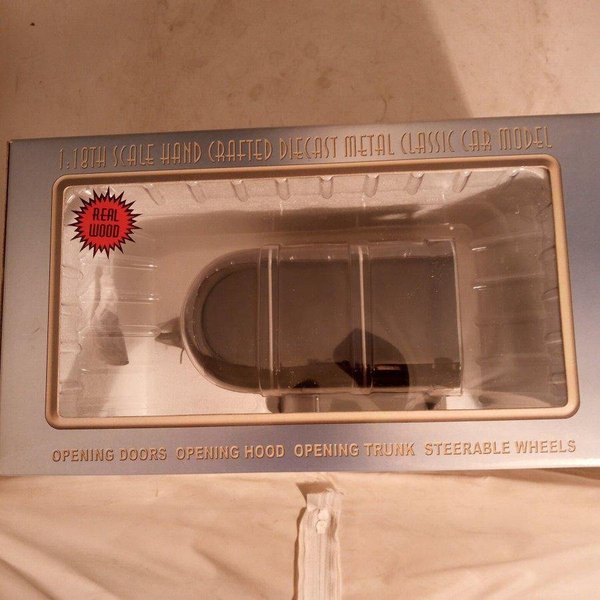 1:18TH SCALE HAND CRAFTED DIECAST METAL CLASSIC CAR MODEL
REAL
WOOD
OPENING DOORS OPENING HOOD OPENING TRUNK STEERABLE WHEELS